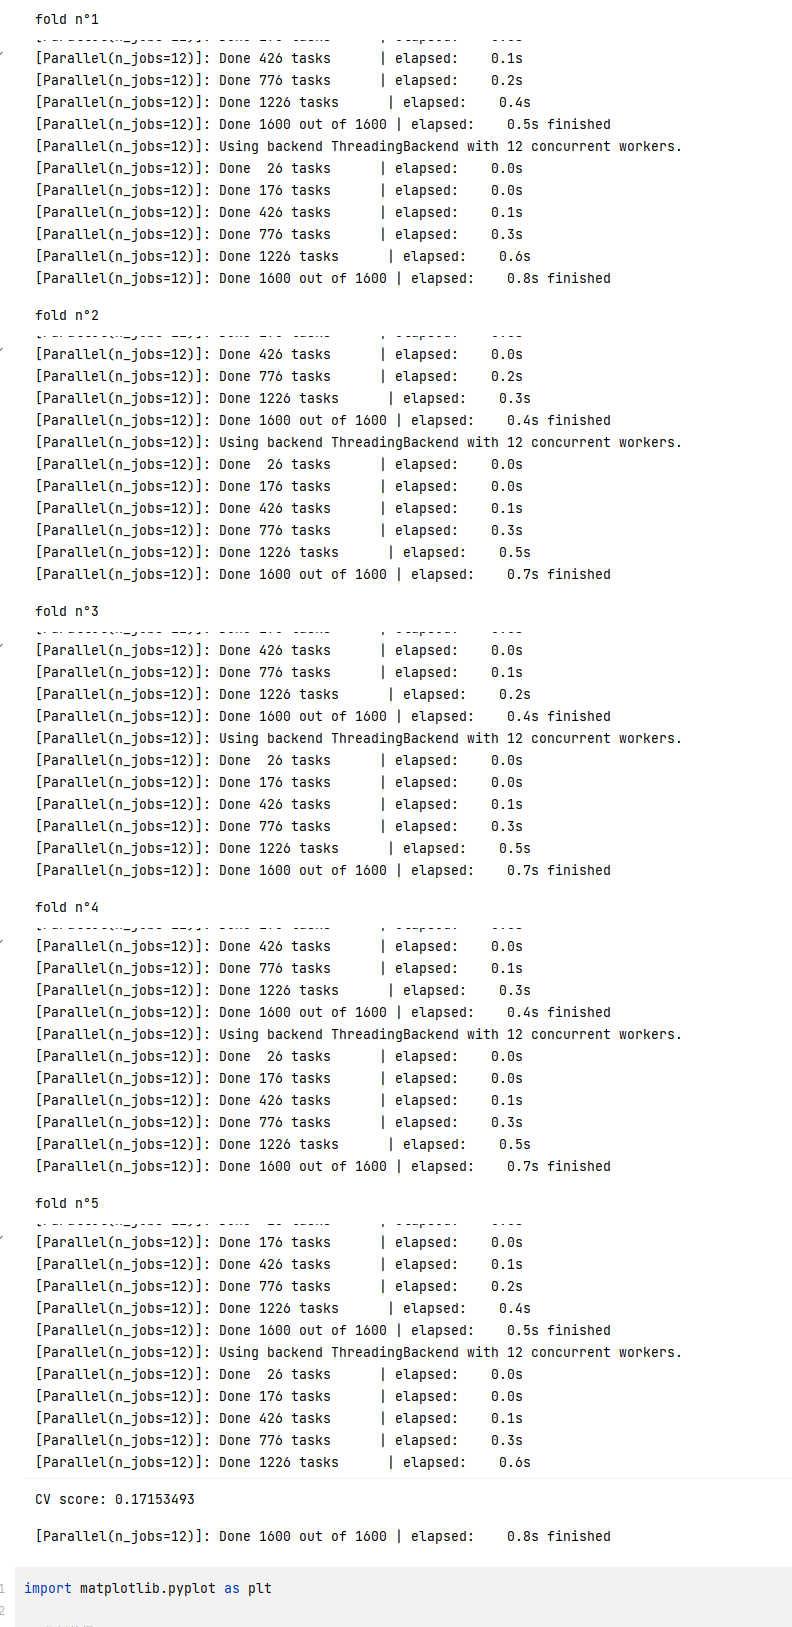 fold n°1
[Parallel(n_jobs=12)]: Done 426 tasks      | elapsed:    0.1s
[Parallel(n_jobs=12)]: Done 776 tasks      | elapsed:    0.2s
[Parallel(n_jobs=12)]: Done 1226 tasks      | elapsed:    0.4s
[Parallel(n_jobs=12)]: Done 1600 out of 1600 | elapsed:    0.5s finished
[Parallel(n_jobs=12)]: Using backend ThreadingBackend with 12 concurrent workers.
[Parallel(n_jobs=12)]: Done  26 tasks      | elapsed:    0.0s
[Parallel(n_jobs=12)]: Done 176 tasks      | elapsed:    0.0s
[Parallel(n_jobs=12)]: Done 426 tasks      | elapsed:    0.1s
[Parallel(n_jobs=12)]: Done 776 tasks      | elapsed:    0.3s
[Parallel(n_jobs=12)]: Done 1226 tasks      | elapsed:    0.6s
[Parallel(n_jobs=12)]: Done 1600 out of 1600 | elapsed:    0.8s finished
fold n°2
[Parallel(n_jobs=12)]: Done 426 tasks      | elapsed:    0.0s
[Parallel(n_jobs=12)]: Done 776 tasks      | elapsed:    0.2s
[Parallel(n_jobs=12)]: Done 1226 tasks      | elapsed:    0.3s
[Parallel(n_jobs=12)]: Done 1600 out of 1600 | elapsed:    0.4s finished
[Parallel(n_jobs=12)]: Using backend ThreadingBackend with 12 concurrent workers.
[Parallel(n_jobs=12)]: Done  26 tasks      | elapsed:    0.0s
[Parallel(n_jobs=12)]: Done 176 tasks      | elapsed:    0.0s
[Parallel(n_jobs=12)]: Done 426 tasks      | elapsed:    0.1s
[Parallel(n_jobs=12)]: Done 776 tasks      | elapsed:    0.3s
[Parallel(n_jobs=12)]: Done 1226 tasks      | elapsed:    0.5s
[Parallel(n_jobs=12)]: Done 1600 out of 1600 | elapsed:    0.7s finished
fold n°3
[Parallel(n_jobs=12)]: Done 426 tasks      | elapsed:    0.0s
[Parallel(n_jobs=12)]: Done 776 tasks      | elapsed:    0.1s
[Parallel(n_jobs=12)]: Done 1226 tasks      | elapsed:    0.2s
[Parallel(n_jobs=12)]: Done 1600 out of 1600 | elapsed:    0.4s finished
[Parallel(n_jobs=12)]: Using backend ThreadingBackend with 12 concurrent workers.
[Parallel(n_jobs=12)]: Done  26 tasks      | elapsed:    0.0s
[Parallel(n_jobs=12)]: Done 176 tasks      | elapsed:    0.0s
[Parallel(n_jobs=12)]: Done 426 tasks      | elapsed:    0.1s
[Parallel(n_jobs=12)]: Done 776 tasks      | elapsed:    0.3s
[Parallel(n_jobs=12)]: Done 1226 tasks      | elapsed:    0.5s
[Parallel(n_jobs=12)]: Done 1600 out of 1600 | elapsed:    0.7s finished
fold n°4
[Parallel(n_jobs=12)]: Done 426 tasks      | elapsed:    0.0s
[Parallel(n_jobs=12)]: Done 776 tasks      | elapsed:    0.1s
[Parallel(n_jobs=12)]: Done 1226 tasks      | elapsed:    0.3s
[Parallel(n_jobs=12)]: Done 1600 out of 1600 | elapsed:    0.4s finished
[Parallel(n_jobs=12)]: Using backend ThreadingBackend with 12 concurrent workers.
[Parallel(n_jobs=12)]: Done  26 tasks      | elapsed:    0.0s
[Parallel(n_jobs=12)]: Done 176 tasks      | elapsed:    0.0s
[Parallel(n_jobs=12)]: Done 426 tasks      | elapsed:    0.1s
[Parallel(n_jobs=12)]: Done 776 tasks      | elapsed:    0.3s
[Parallel(n_jobs=12)]: Done 1226 tasks      | elapsed:    0.5s
[Parallel(n_jobs=12)]: Done 1600 out of 1600 | elapsed:    0.7s finished
fold n°5
[Parallel(n_jobs=12)]: Done 176 tasks      | elapsed:    0.0s
[Parallel(n_jobs=12)]: Done 426 tasks      | elapsed:    0.1s
[Parallel(n_jobs=12)]: Done 776 tasks      | elapsed:    0.2s
[Parallel(n_jobs=12)]: Done 1226 tasks      | elapsed:    0.4s
[Parallel(n_jobs=12)]: Done 1600 out of 1600 | elapsed:    0.5s finished
[Parallel(n_jobs=12)]: Using backend ThreadingBackend with 12 concurrent workers.
[Parallel(n_jobs=12)]: Done  26 tasks      | elapsed:    0.0s
[Parallel(n_jobs=12)]: Done 176 tasks      | elapsed:    0.0s
[Parallel(n_jobs=12)]: Done 426 tasks      | elapsed:    0.1s
[Parallel(n_jobs=12)]: Done 776 tasks      | elapsed:    0.3s
[Parallel(n_jobs=12)]: Done 1226 tasks      | elapsed:    0.6s
CV score: 0.17153493
[Parallel(n_jobs=12)]: Done 1600 out of 1600 | elapsed:    0.8s finished
1 import matplotlib.pyplot as plt
2